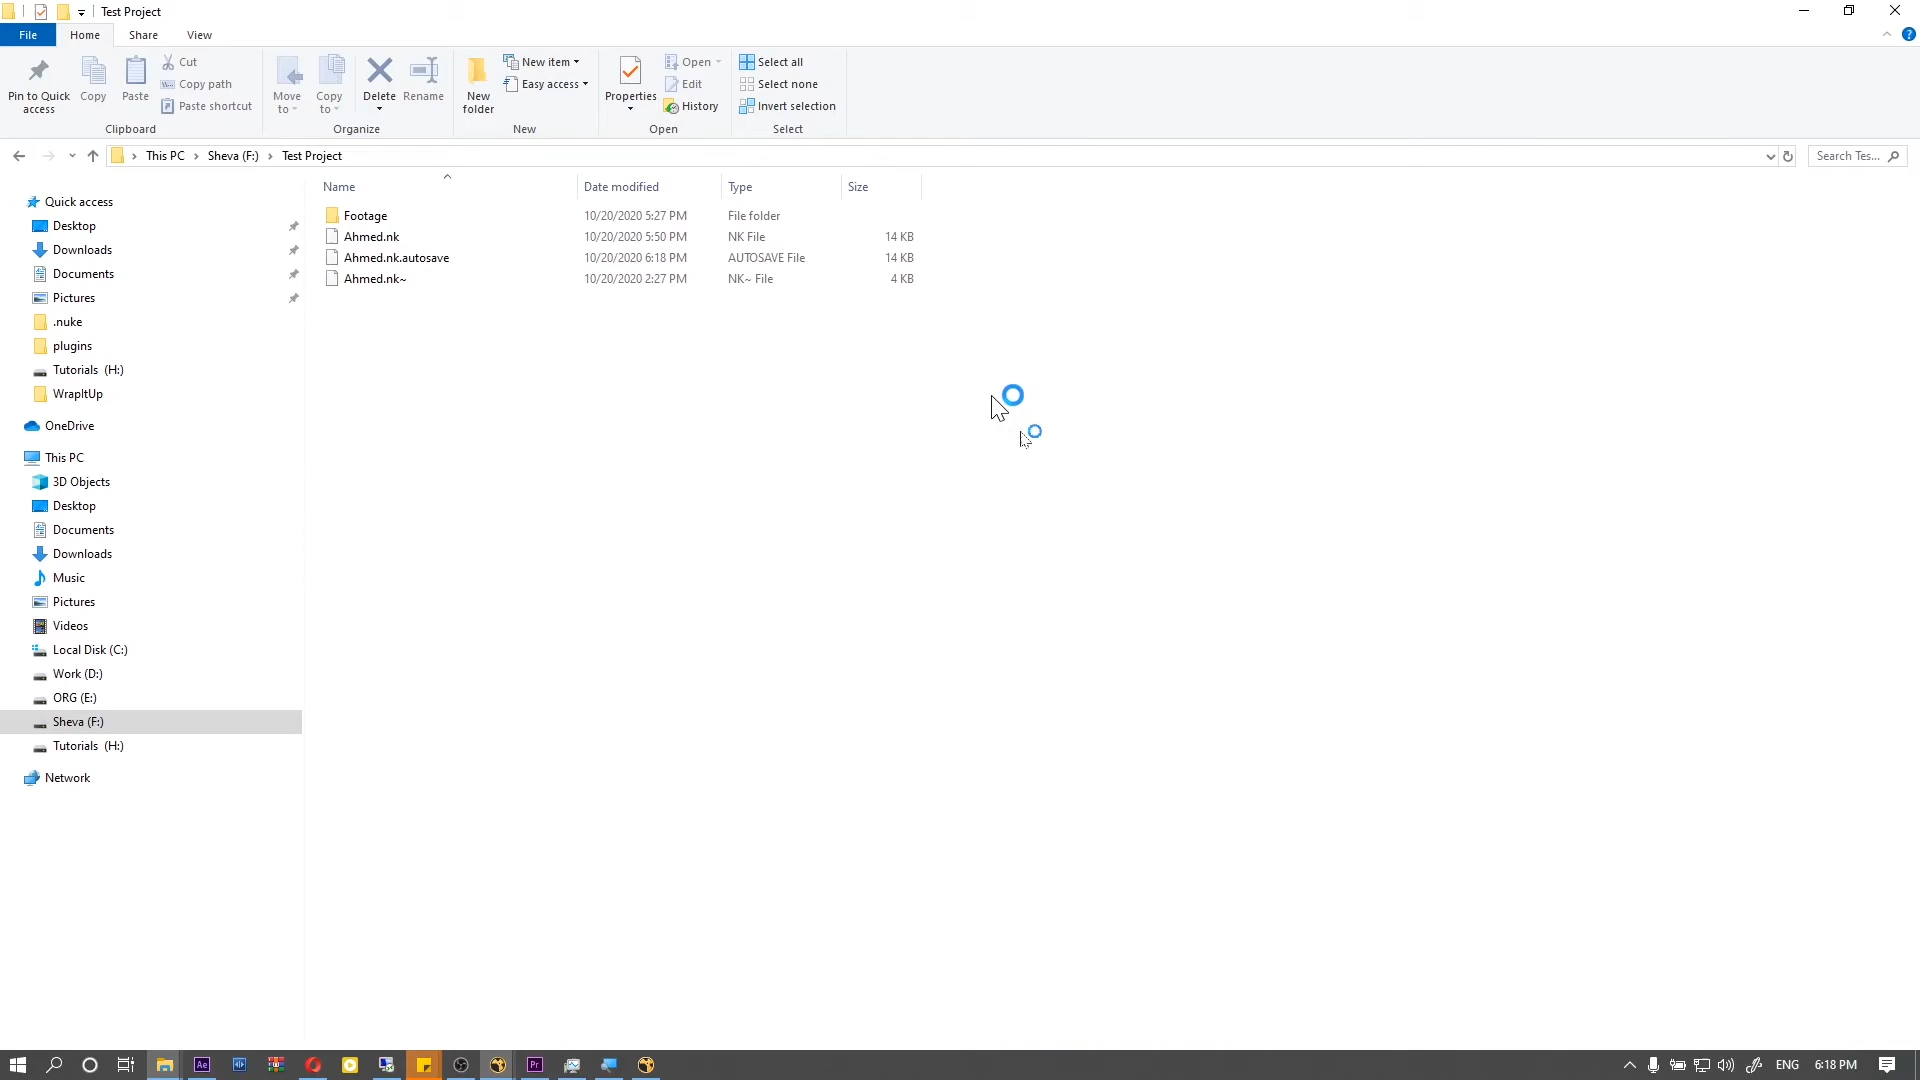 Test Project
File Home Share View
Pin to Quick access
Copy
Paste
Cut
Copy path
Paste shortcut
Clipboard
Move to
Copy to
Delete
Rename
Organize
New folder
New item
Easy access
New
Properties
Open
Edit
History
Open
Select all
Select none
Invert selection
Select
This PC Sheva (F:) Test Project
Search Tes...
Name Date modified Type Size
Footage 10/20/2020 5:27 PM File folder
Ahmed.nk 10/20/2020 5:50 PM NK File 14 KB
Ahmed.nk.autosave 10/20/2020 6:18 PM AUTOSAVE File 14 KB
Ahmed.nk~ 10/20/2020 2:27 PM NK~ File 4 KB
Quick access
Desktop
Downloads
Documents
Pictures
.nuke
plugins
Tutorials (H:)
WrapItUp
OneDrive
This PC
3D Objects
Desktop
Documents
Downloads
Music
Pictures
Videos
Local Disk (C:)
Work (D:)
ORG (E:)
Sheva (F:)
Tutorials (H:)
Network
Ae
Pr
ENG 6:18 PM